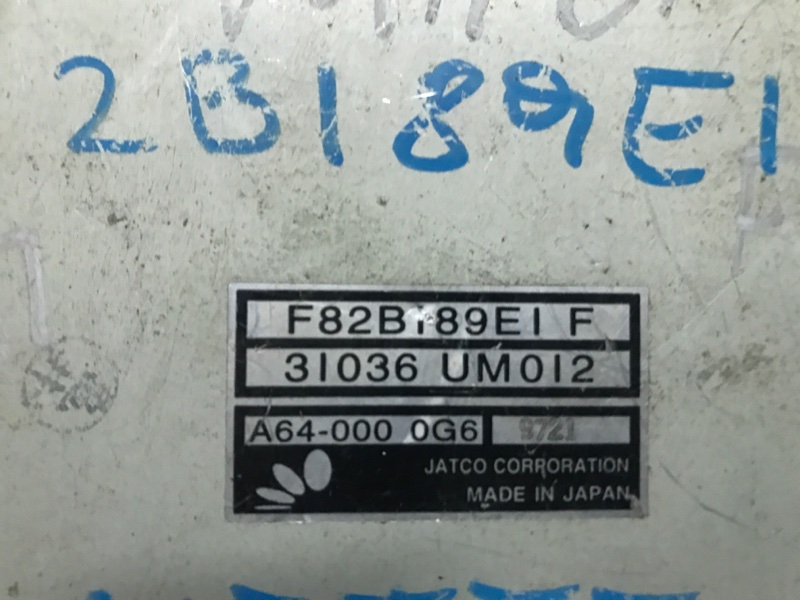 2B189E1
F82B189E1 F
31036 UM012
A64-000 0G6 9721
JATCO CORPORATION
MADE IN JAPAN